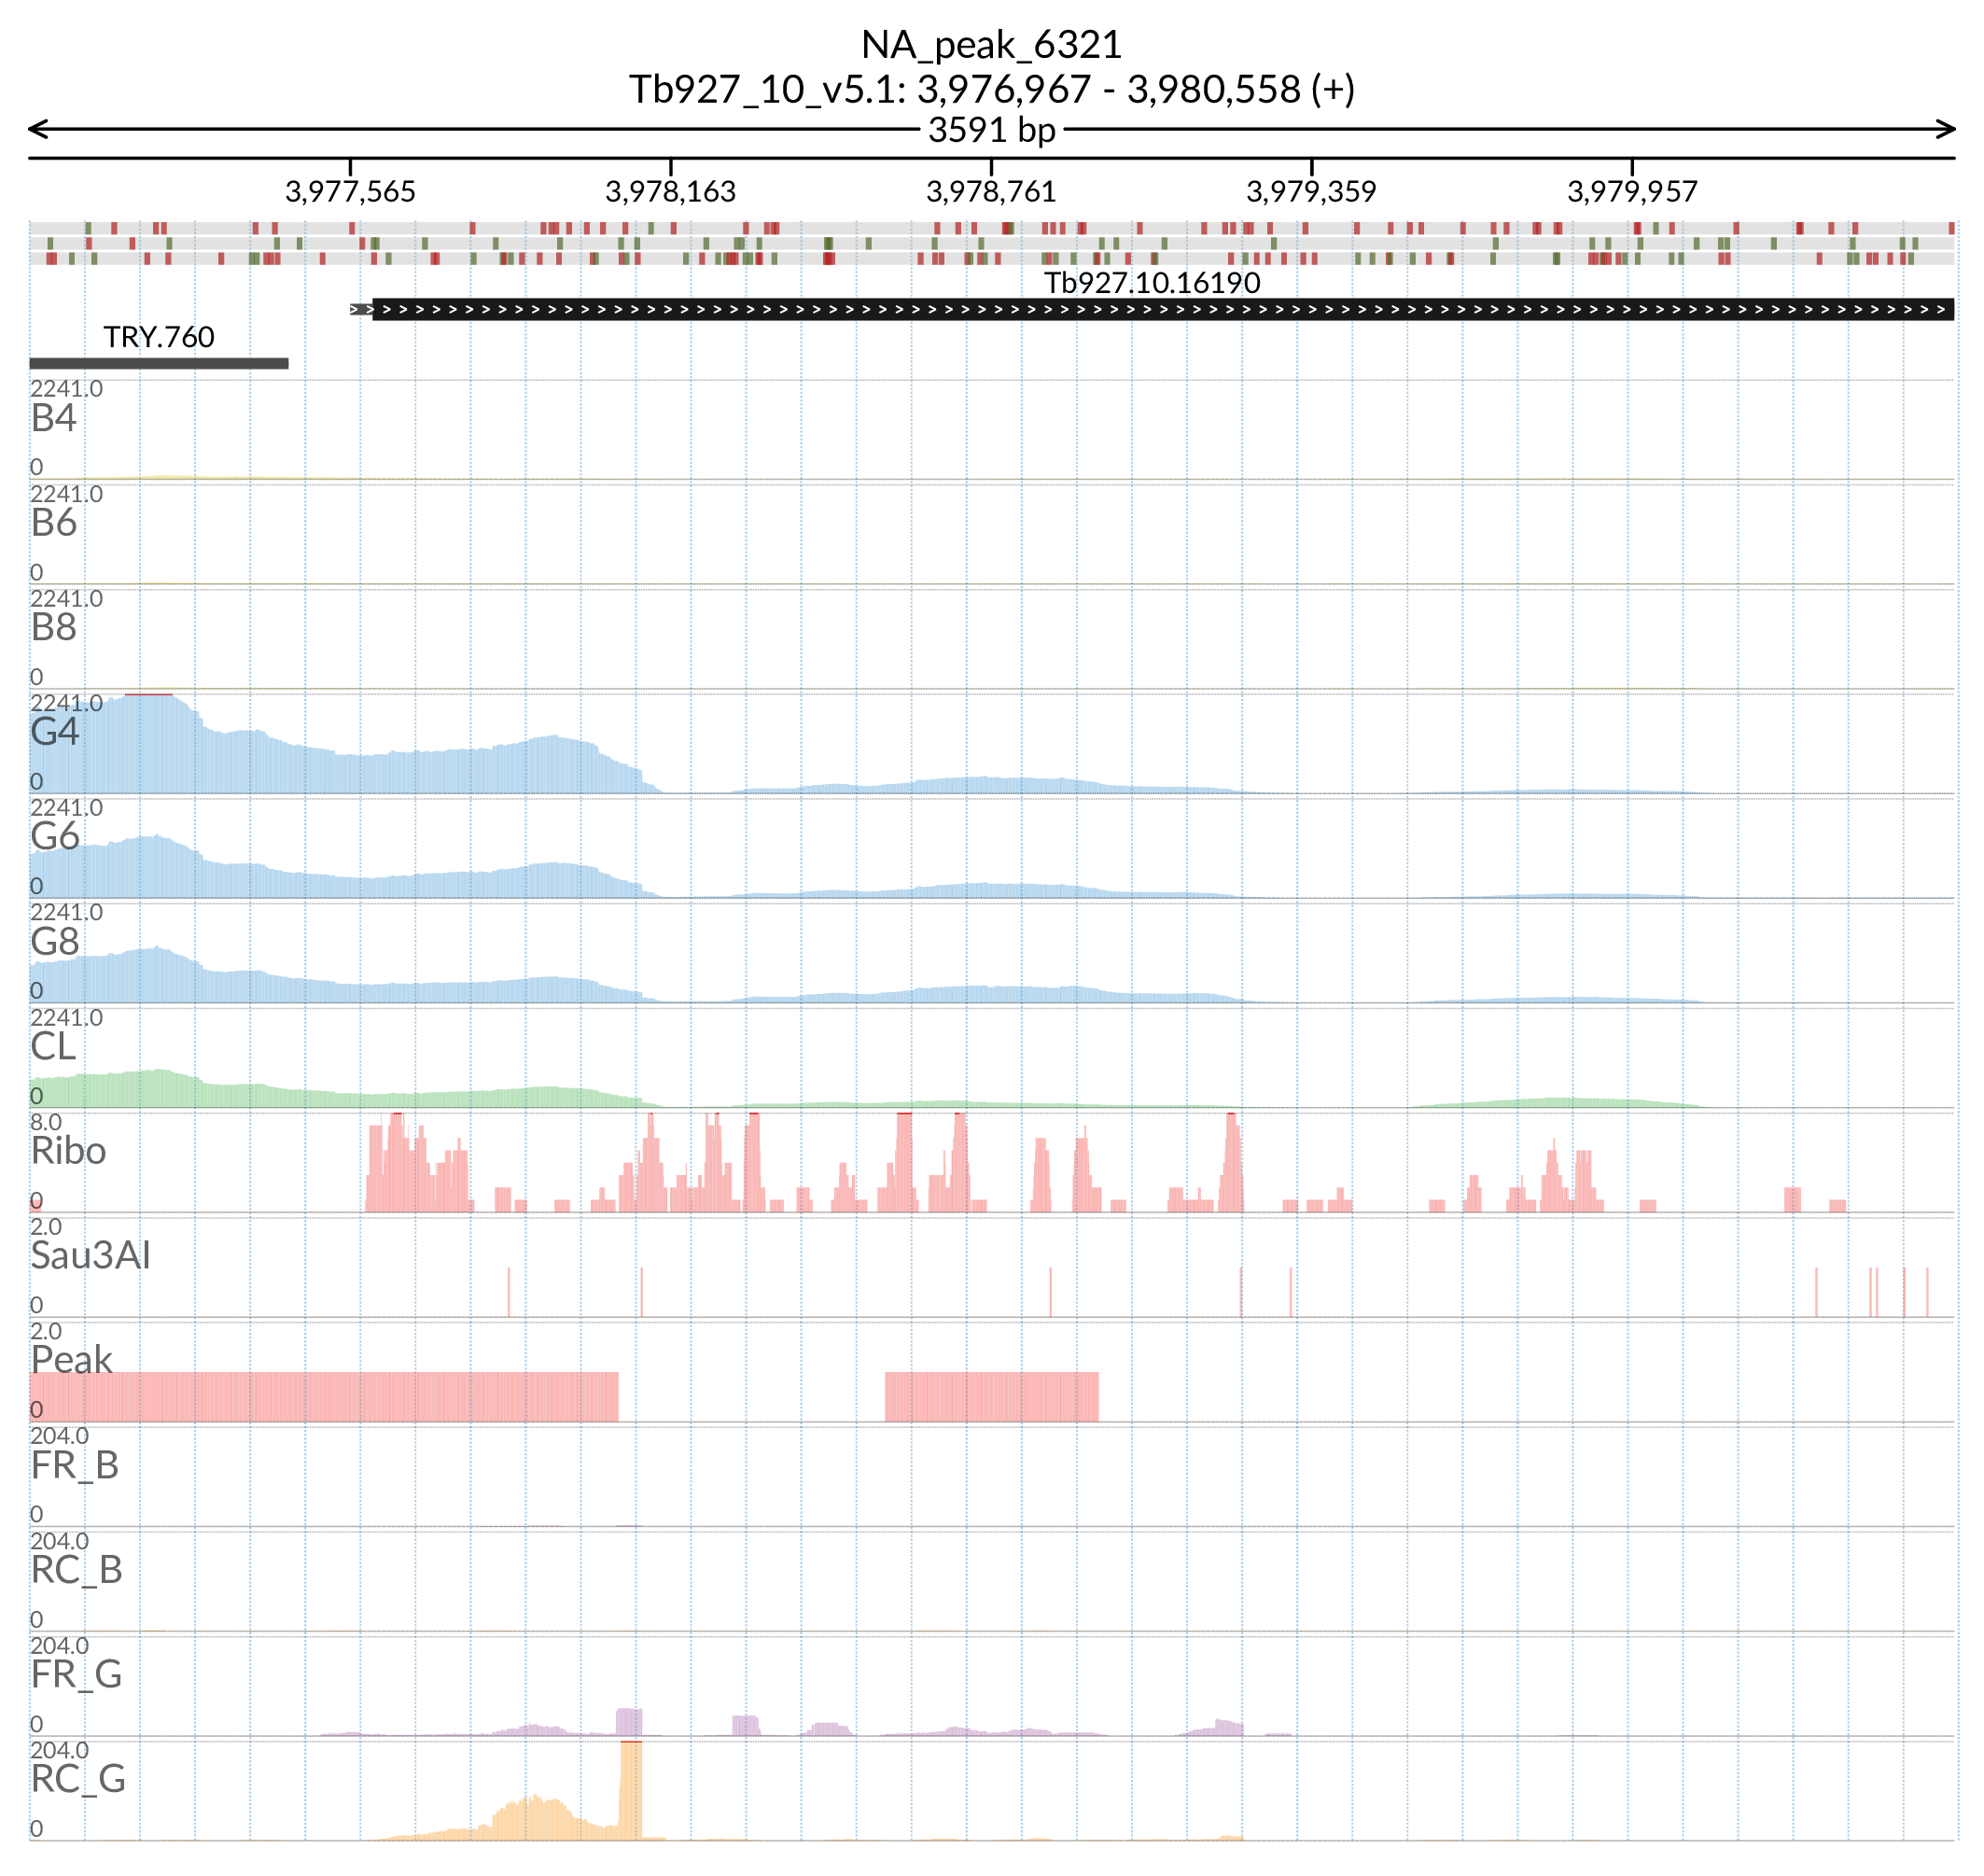 NA_peak_6321
Tb927_10_v5.1: 3,976,967 - 3,980,558 (+)
3591 bp
3,977,565 3,978,163 3,978,761 3,979,359 3,979,957
Tb927.10.16190
TRY.760
2241.0
B4
0
2241.0
B6
0
2241.0
B8
0
2241.0
G4
0
2241.0
G6
0
2241.0
G8
0
2241.0
CL
0
8.0
Ribo
0
2.0
Sau3AI
0
2.0
Peak
0
204.0
FR_B
0
204.0
RC_B
0
204.0
FR_G
0
204.0
RC_G
0